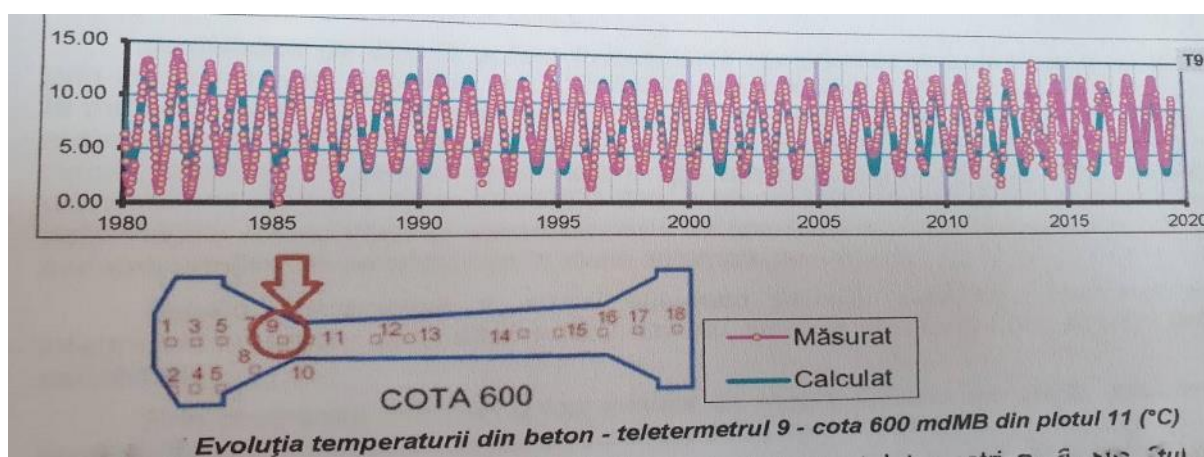 15.00
T9
10.00
5.00
0.00
1980 1985 1990 1995 2000 2005 2010 2015 2020
1 3 5 7 9 11 12 13 14 15 16 17 18
8
2 4 5 10
COTA 600
Măsurat
Calculat
Evoluția temperaturii din beton - teletermetrul 9 - cota 600 mdMB din plotul 11 (°C)